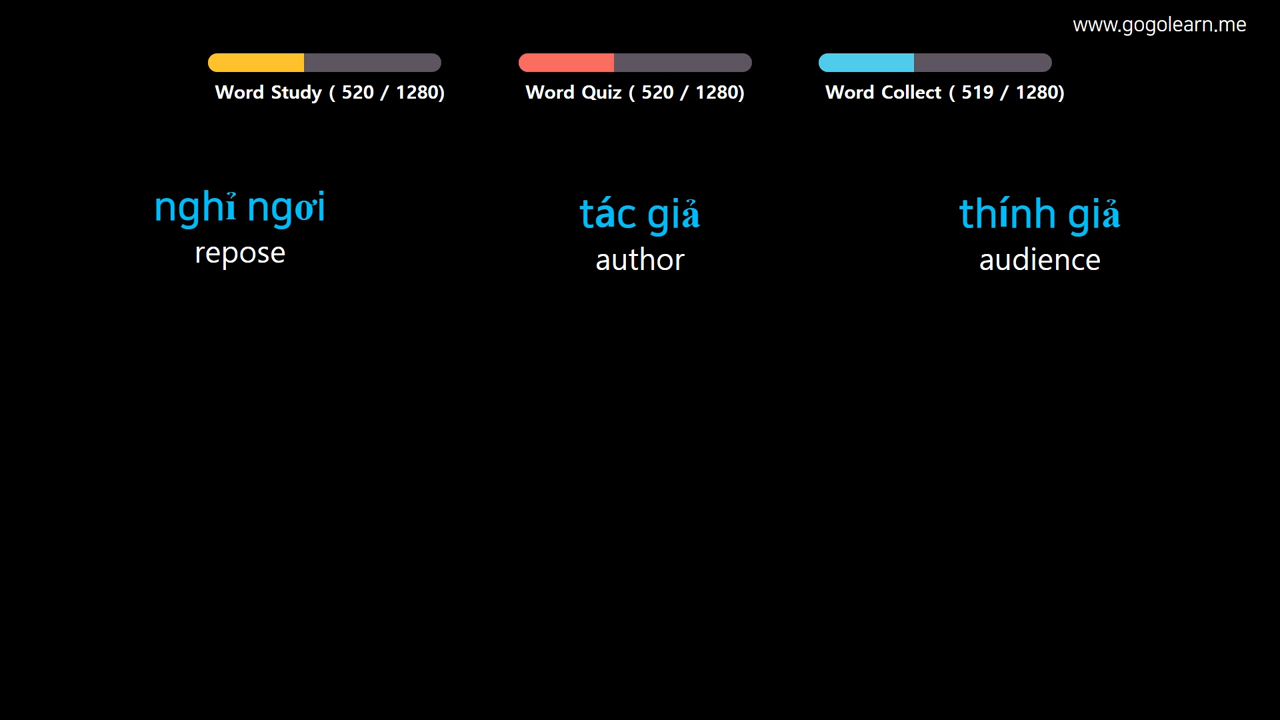 www.gogolearn.me
Word Study ( 520 / 1280)
Word Quiz ( 520 / 1280)
Word Collect ( 519 / 1280)
nghỉ ngơi
repose
tác giả
author
thính giả
audience